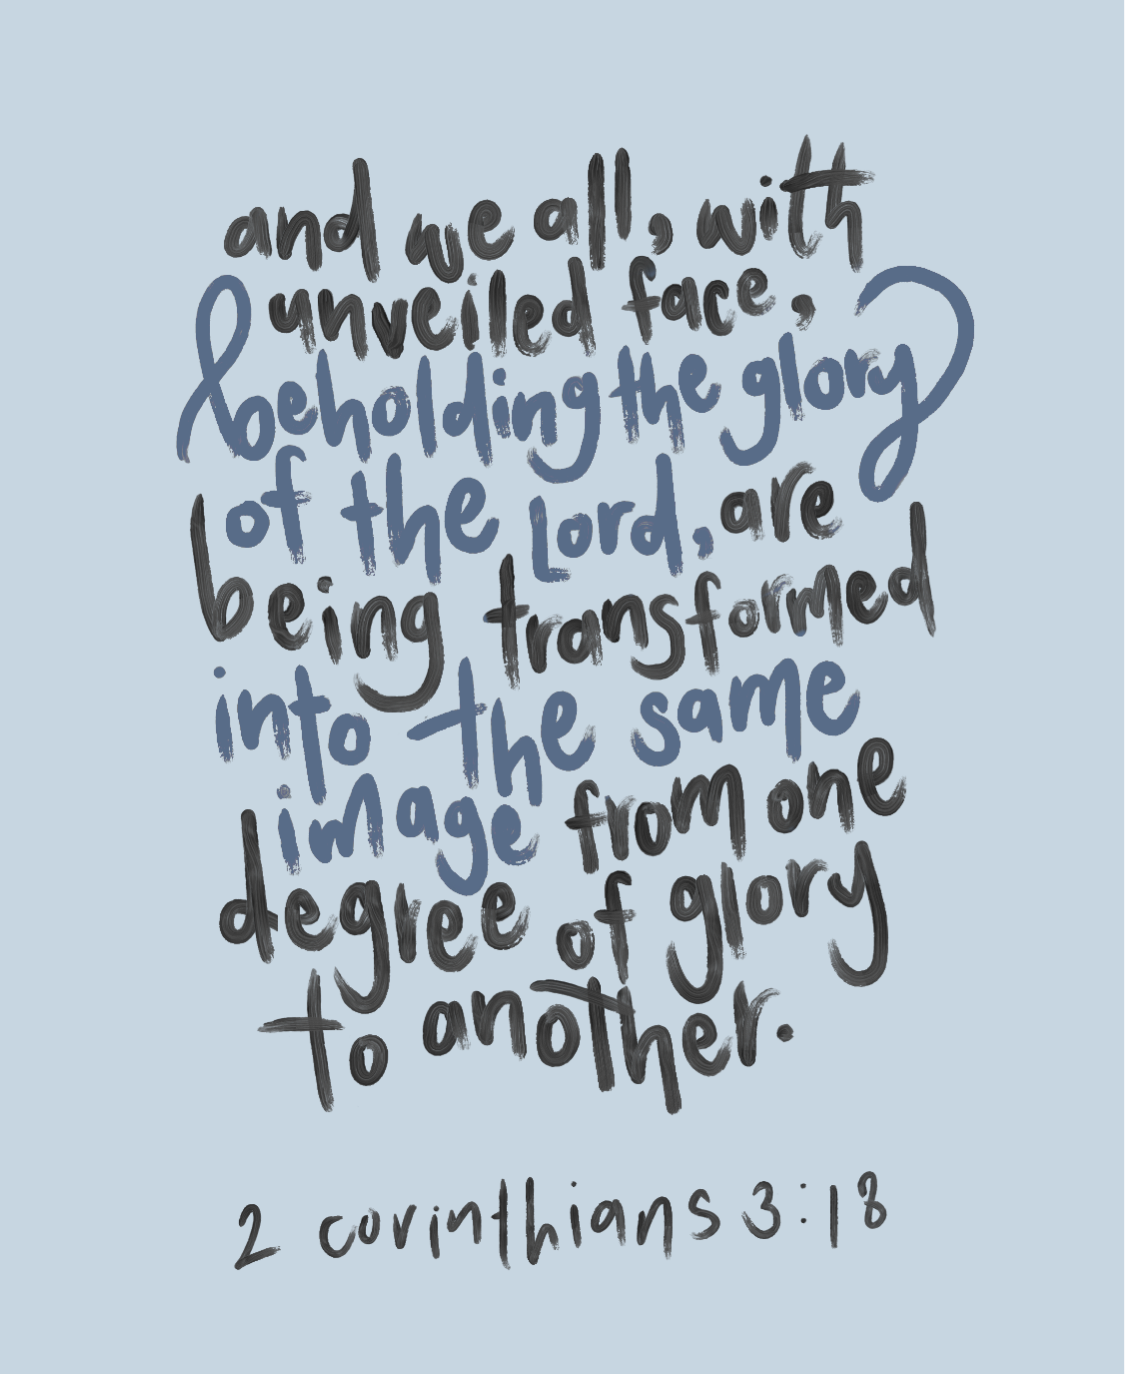 and we all, with
unveiled face,
beholding the glory
of the Lord, are
being transformed
into the same
image from one
degree of glory
to another.
2 corinthians 3:18